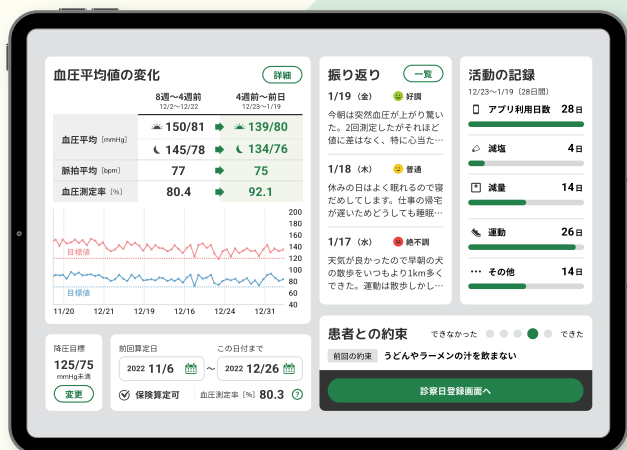 血圧平均値の変化
詳細
8週〜4週前
12/2〜12/22
4週前〜前日
12/23〜1/19
血圧平均 [mmHg]
150/81
139/80
145/78
134/76
脈拍平均 [bpm]
77
75
血圧測定率 [%]
80.4
92.1
200
180
160
140
120
100
80
60
40
目標値
目標値
11/20
12/21
12/19
12/16
12/24
12/31
降圧目標
125/75
mmHg未満
変更
前回算定日
この日付まで
2022 11/6
〜
2022 12/26
保険算定可
血圧測定率 [%] 80.3 ?
振り返り
一覧
1/19 (金)
好調
今朝は突然血圧が上がり驚い
た。2回測定したがそれほど
値に差はなく、特に心当た…
1/18 (木)
普通
休みの日はよく眠れるので寝
だめしてします。仕事の帰宅
が遅いためどうしても睡眠…
1/17 (水)
絶不調
天気が良かったので早朝の犬
の散歩をいつもより1km多く
できた。運動は散歩しかし…
活動の記録
12/23〜1/19 (28日間)
アプリ利用日数 28日
減塩 4日
減量 14日
運動 26日
その他 14日
患者との約束
できなかった
できた
前回の約束
うどんやラーメンの汁を飲まない
診察日登録画面へ